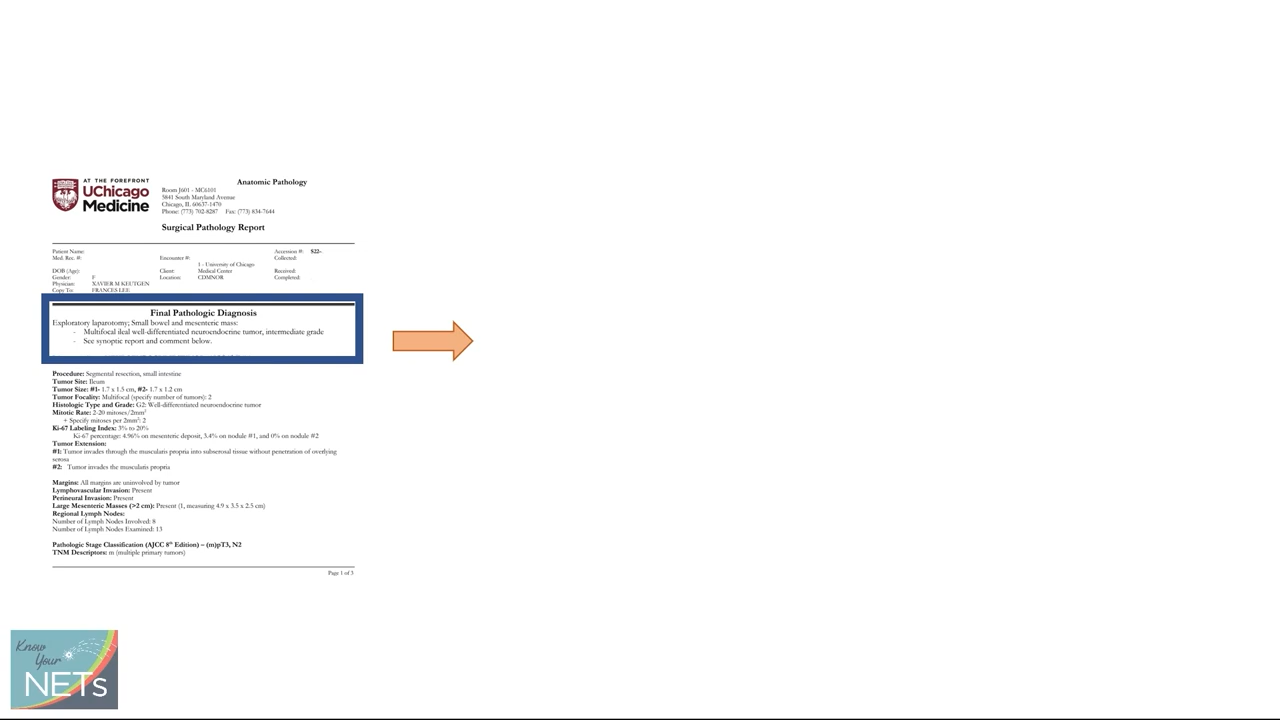 AT THE FOREFRONT
UChicago
Medicine
Anatomic Pathology
Room J601 - MC6101
5841 South Maryland Avenue
Chicago, IL 60637-1470
Phone: (773) 702-8287 Fax: (773) 834-7644
Surgical Pathology Report
Patient Name: Accession #: S22-
Med. Rec. #: Encounter #: Collected:
1 - University of Chicago
DOB (Age): Client: Medical Center Received:
Gender: F Location: CDMNOR Completed:
Physician: XAVIER M KEUTGEN
Copy To: FRANCES LEE
Final Pathologic Diagnosis
Exploratory laparotomy; Small bowel and mesenteric mass:
- Multifocal ileal well-differentiated neuroendocrine tumor, intermediate grade
- See synoptic report and comment below.
Procedure: Segmental resection, small intestine
Tumor Site: Ileum
Tumor Size: #1- 1.7 x 1.5 cm, #2- 1.7 x 1.2 cm
Tumor Focality: Multifocal (specify number of tumors): 2
Histologic Type and Grade: G2: Well-differentiated neuroendocrine tumor
Mitotic Rate: 2-20 mitoses/2mm²
+ Specify mitoses per 2mm²: 2
Ki-67 Labeling Index: 3% to 20%
Ki-67 percentage: 4.96% on mesenteric deposit, 3.4% on nodule #1, and 0% on nodule #2
Tumor Extension:
#1: Tumor invades through the muscularis propria into subserosal tissue without penetration of overlying
serosa
#2: Tumor invades the muscularis propria
Margins: All margins are uninvolved by tumor
Lymphovascular Invasion: Present
Perineural Invasion: Present
Large Mesenteric Masses (>2 cm): Present (1, measuring 4.9 x 3.5 x 2.5 cm)
Regional Lymph Nodes:
Number of Lymph Nodes Involved: 8
Number of Lymph Nodes Examined: 13
Pathologic Stage Classification (AJCC 8th Edition) – (m)pT3, N2
TNM Descriptors: m (multiple primary tumors)
Page 1 of 3
Know
Your
NETs